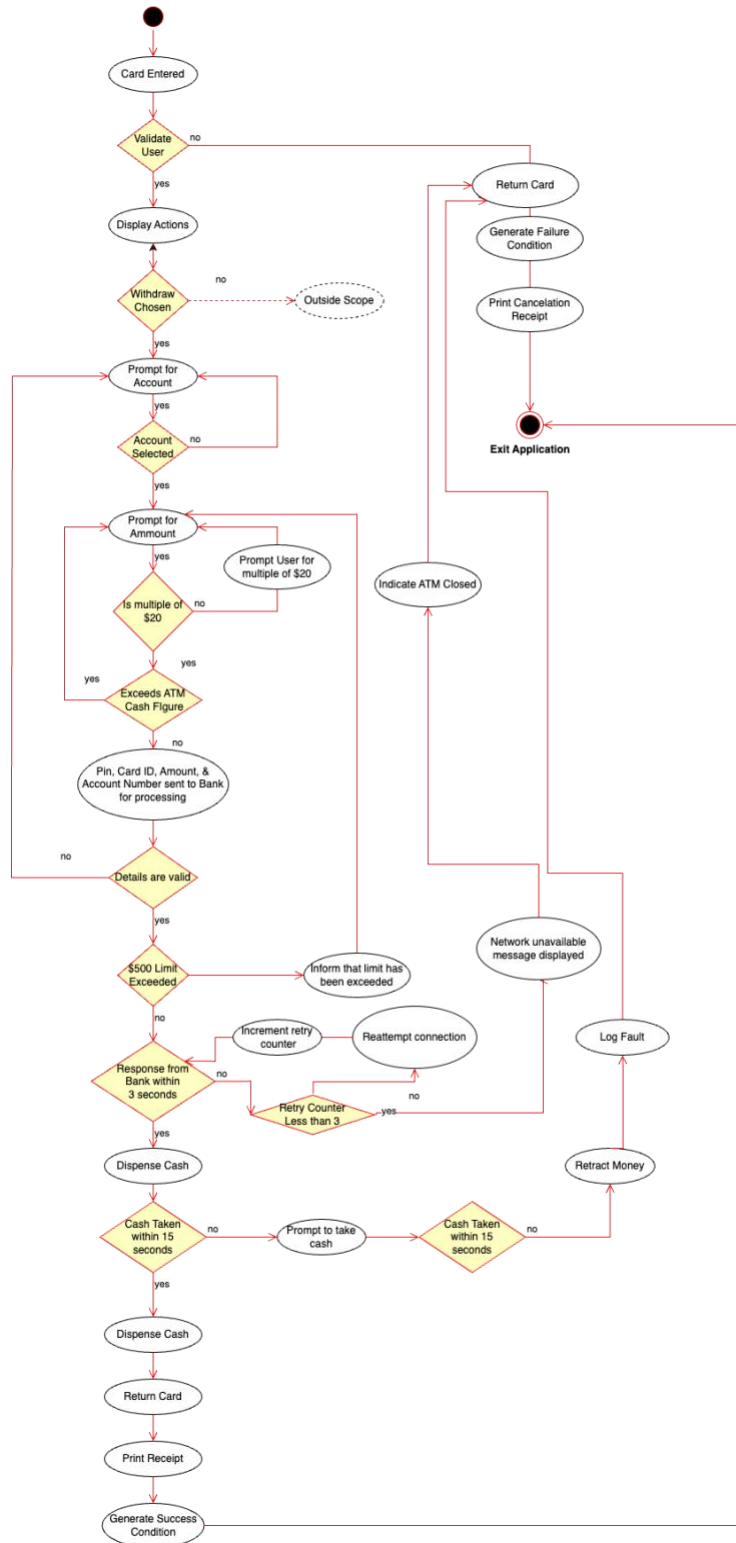 Card Entered
Validate
User
no
yes
Return Card
Display Actions
Generate Failure
Condition
no
Withdraw
Chosen
Outside Scope
Print Cancelation
Receipt
yes
Prompt for
Account
yes
Account
Selected
no
Exit Application
yes
Prompt for
Ammount
yes
Prompt User for
multiple of $20
Indicate ATM Closed
Is multiple of
$20
no
yes
yes
Exceeds ATM
Cash FIgure
no
Pin, Card ID, Amount, &
Account Number sent to Bank
for processing
no
Details are valid
yes
Network unavailable
message displayed
$500 Limit
Exceeded
Inform that limit has
been exceeded
no
Increment retry
counter
Reattempt connection
Log Fault
Response from
Bank within
3 seconds
no
no
Retry Counter
Less than 3
yes
yes
Dispense Cash
Retract Money
Cash Taken
within 15
seconds
no
Prompt to take
cash
Cash Taken
within 15
seconds
no
yes
Dispense Cash
Return Card
Print Receipt
Generate Success
Condition